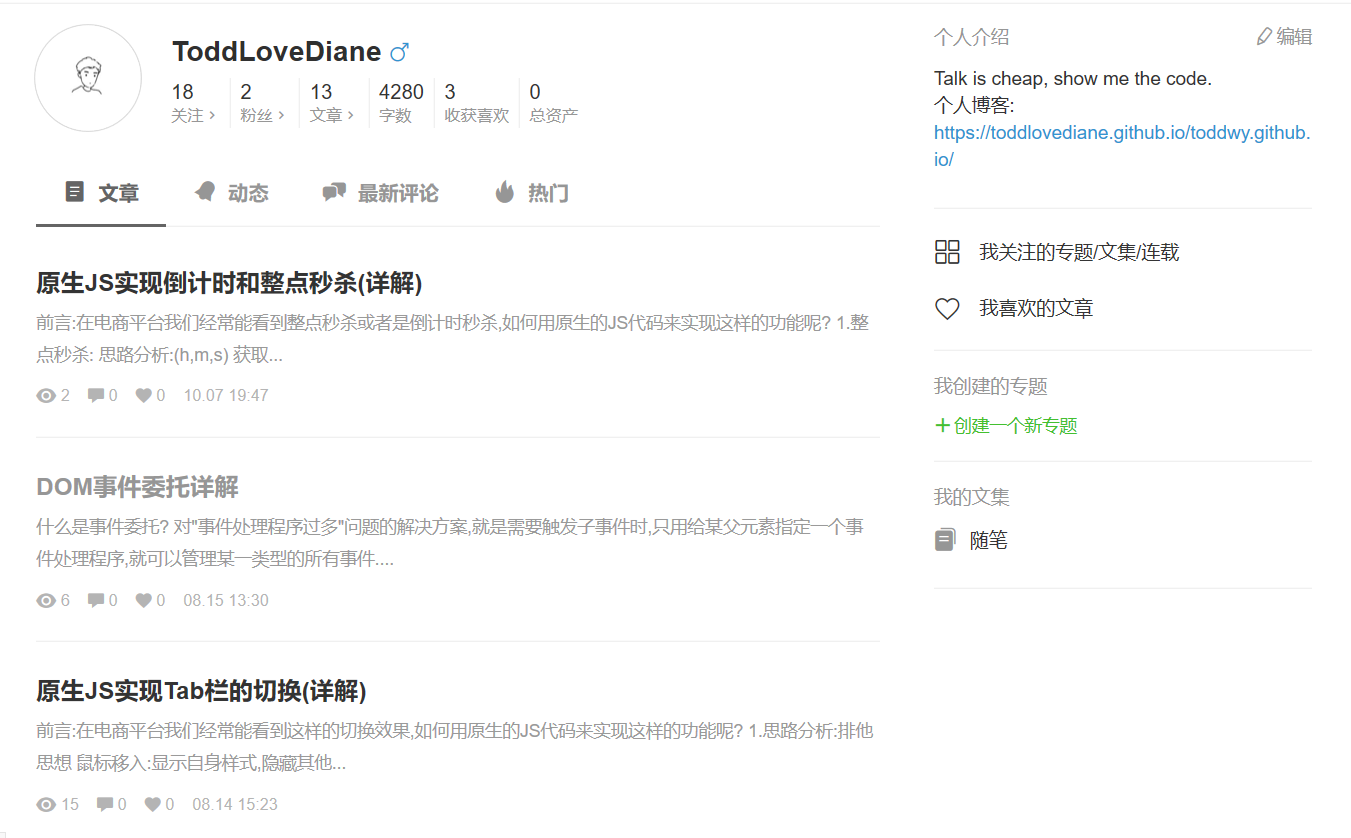 ToddLoveDiane
18 2 13 4280 3 0
关注 粉丝 文章 字数 收获喜欢 总资产
文章 动态 最新评论 热门
原生JS实现倒计时和整点秒杀(详解)
前言:在电商平台我们经常能看到整点秒杀或者是倒计时秒杀,如何用原生的JS代码来实现这样的功能呢? 1.整
点秒杀: 思路分析:(h,m,s) 获取...
2 0 0 10.07 19:47
DOM事件委托详解
什么是事件委托? 对"事件处理程序过多"问题的解决方案,就是需要触发子事件时,只用给某父元素指定一个事
件处理程序,就可以管理某一类型的所有事件....
6 0 0 08.15 13:30
原生JS实现Tab栏的切换(详解)
前言:在电商平台我们经常能看到这样的切换效果,如何用原生的JS代码来实现这样的功能呢? 1.思路分析:排他
思想 鼠标移入:显示自身样式,隐藏其他...
15 0 0 08.14 15:23
个人介绍 编辑
Talk is cheap, show me the code.
个人博客:
https://toddlovediane.github.io/toddwy.github.
io/
我关注的专题/文集/连载
我喜欢的文章
我创建的专题
+创建一个新专题
我的文集
随笔